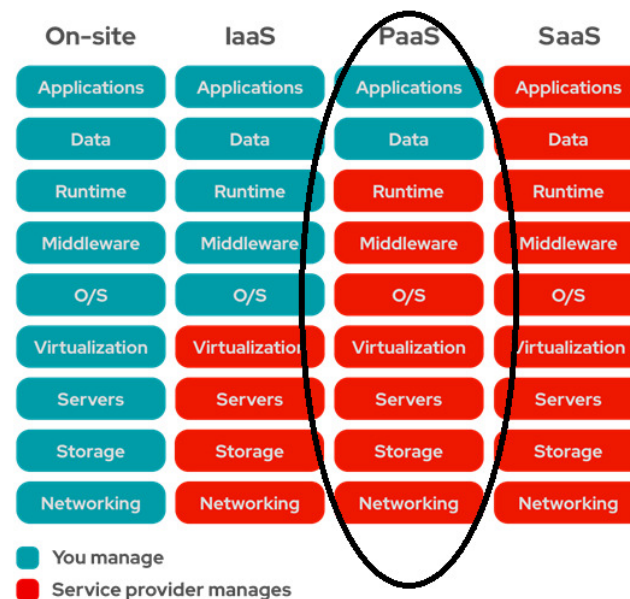 On-site IaaS PaaS SaaS
Applications Applications Applications Applications
Data Data Data Data
Runtime Runtime Runtime Runtime
Middleware Middleware Middleware Middleware
O/S O/S O/S O/S
Virtualization Virtualization Virtualization Virtualization
Servers Servers Servers Servers
Storage Storage Storage Storage
Networking Networking Networking Networking
You manage
Service provider manages